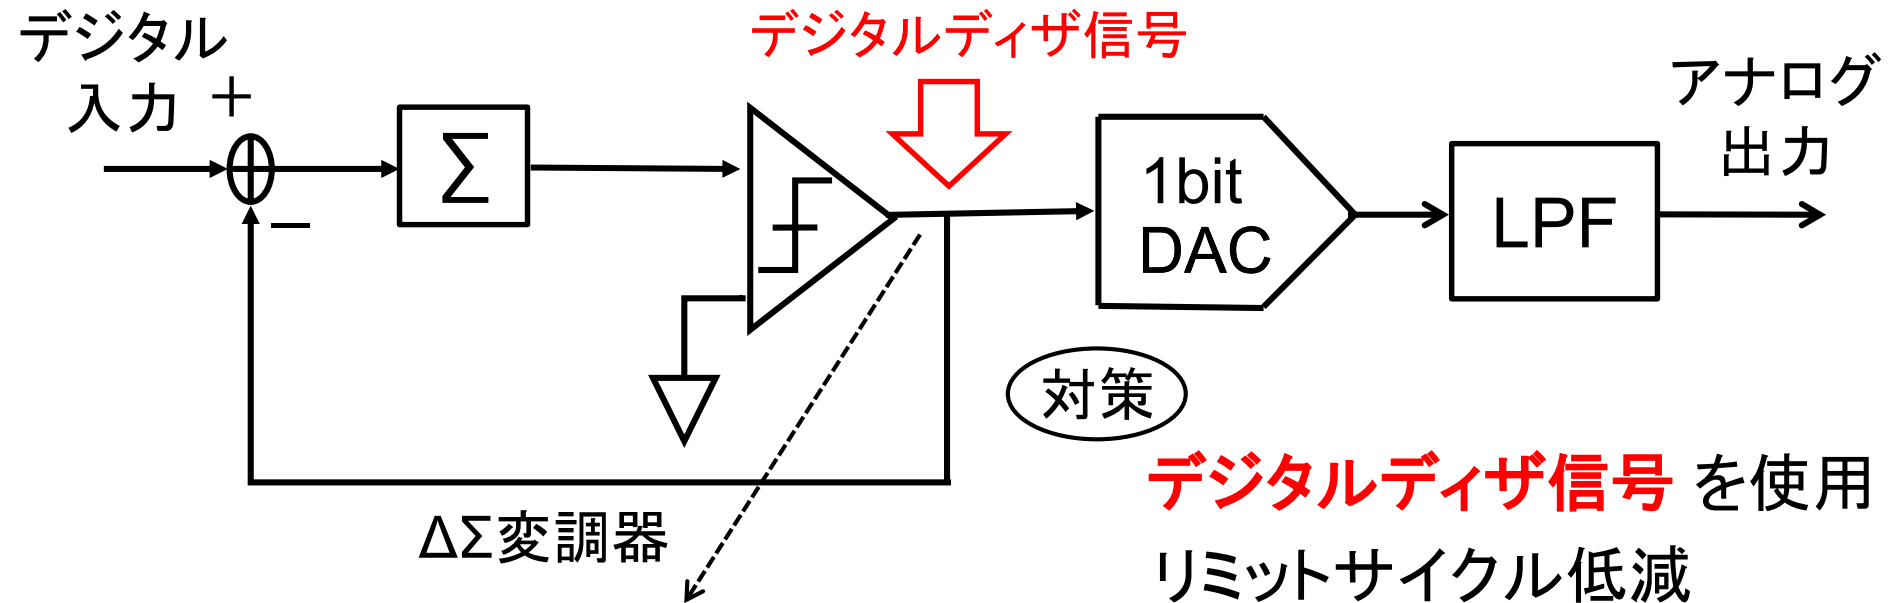 デジタル
入力
+
Σ
−
デジタルディザ信号
1bit
DAC
LPF
アナログ
出力
対策
ΔΣ変調器
デジタルディザ信号 を使用
リミットサイクル低減